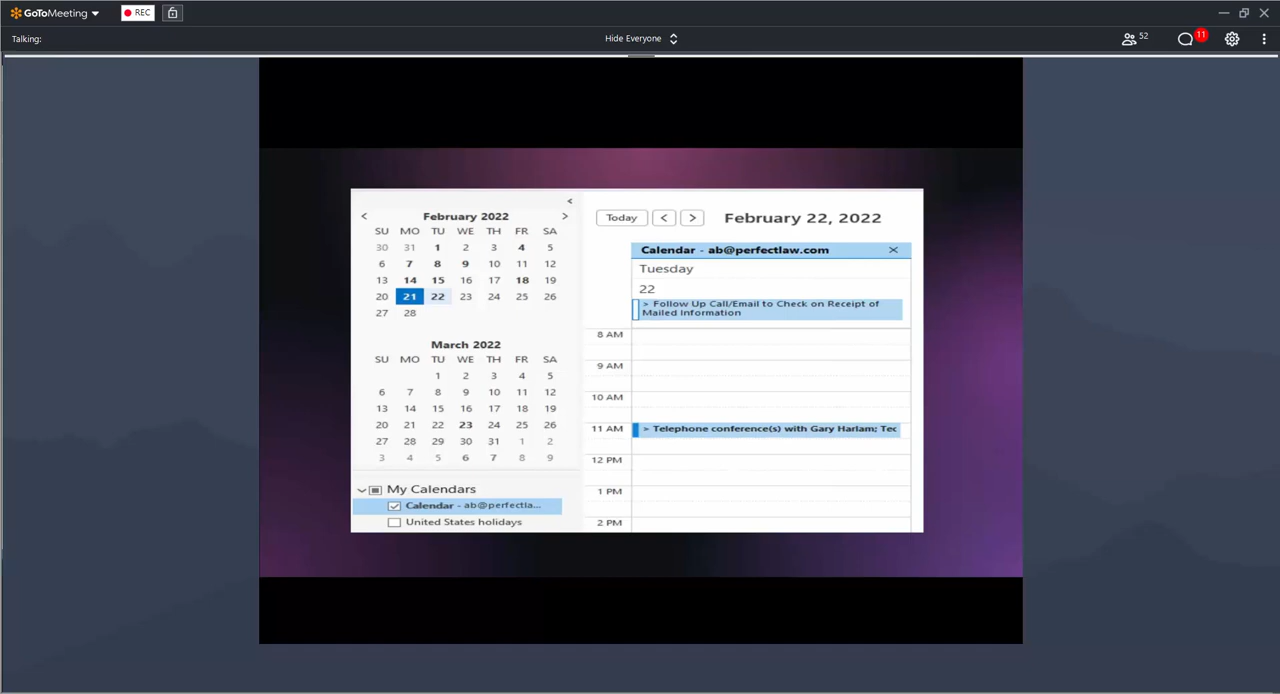 GoToMeeting
REC
Talking:
Hide Everyone
52
11
February 2022
SU MO TU WE TH FR SA
30 31 1 2 3 4 5
6 7 8 9 10 11 12
13 14 15 16 17 18 19
20 21 22 23 24 25 26
27 28
March 2022
SU MO TU WE TH FR SA
1 2 3 4 5
6 7 8 9 10 11 12
13 14 15 16 17 18 19
20 21 22 23 24 25 26
27 28 29 30 31 1 2
3 4 5 6 7 8 9
My Calendars
Calendar - ab@perfectla...
United States holidays
Today < > February 22, 2022
Calendar - ab@perfectlaw.com
Tuesday
22
> Follow Up Call/Email to Check on Receipt of
Mailed Information
8 AM
9 AM
10 AM
11 AM > Telephone conference(s) with Gary Harlam; Tec
12 PM
1 PM
2 PM